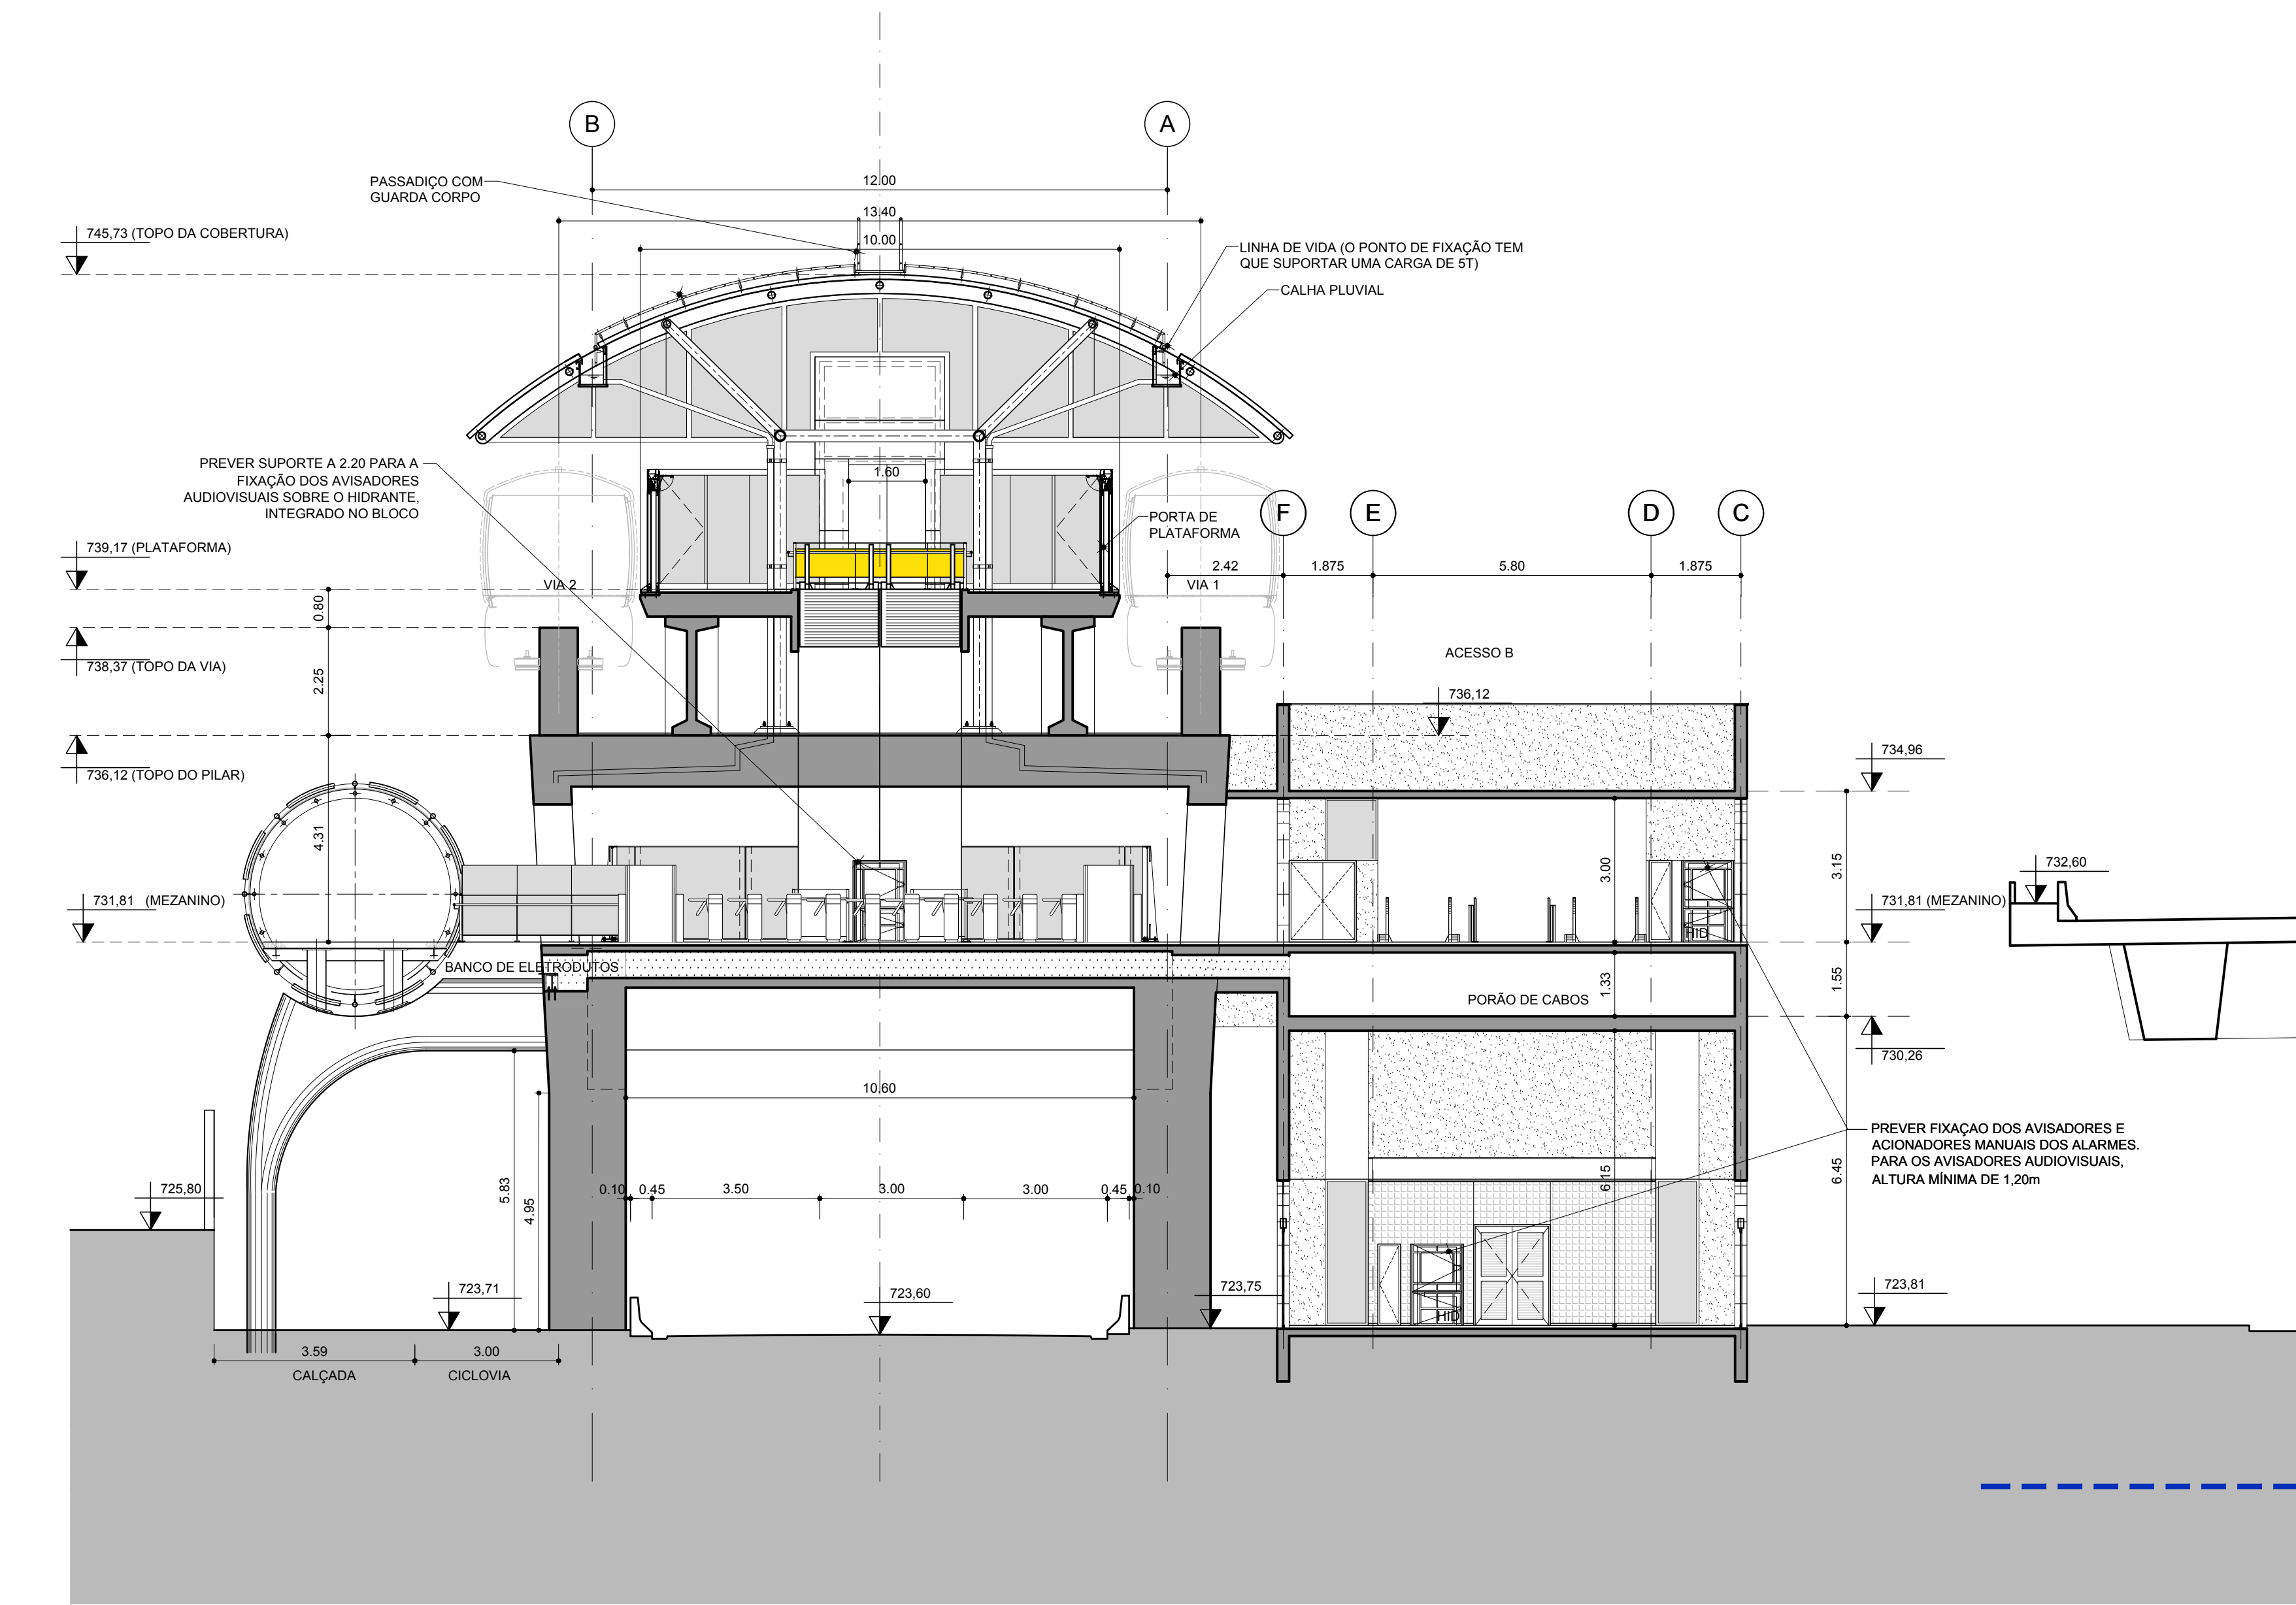 B
A
12.00
PASSADIÇO COM
GUARDA CORPO
13.40
10.00
745,73 (TOPO DA COBERTURA)
LINHA DE VIDA (O PONTO DE FIXAÇÃO TEM
QUE SUPORTAR UMA CARGA DE 5T)
CALHA PLUVIAL
PREVER SUPORTE A 2.20 PARA A
FIXAÇÃO DOS AVISADORES
AUDIOVISUAIS SOBRE O HIDRANTE,
INTEGRADO NO BLOCO
1.60
PORTA DE
PLATAFORMA
F
E
D
C
739,17 (PLATAFORMA)
2.42
1.875
5.80
1.875
VIA 2
VIA 1
0.80
738,37 (TOPO DA VIA)
2.25
ACESSO B
736,12
736,12 (TOPO DO PILAR)
734,96
4.31
3.00
3.15
732,60
731,81 (MEZANINO)
731,81 (MEZANINO)
HID
BANCO DE ELETRODUTOS
PORÃO DE CABOS
1.33
1.55
730,26
10.60
PREVER FIXAÇAO DOS AVISADORES E
ACIONADORES MANUAIS DOS ALARMES.
PARA OS AVISADORES AUDIOVISUAIS,
ALTURA MÍNIMA DE 1,20m
5.83
4.95
0.10
0.45
3.50
3.00
3.00
0.45
0.10
6.15
6.45
725,80
723,71
723,60
723,75
723,81
HID
3.59
3.00
CALÇADA
CICLOVIA